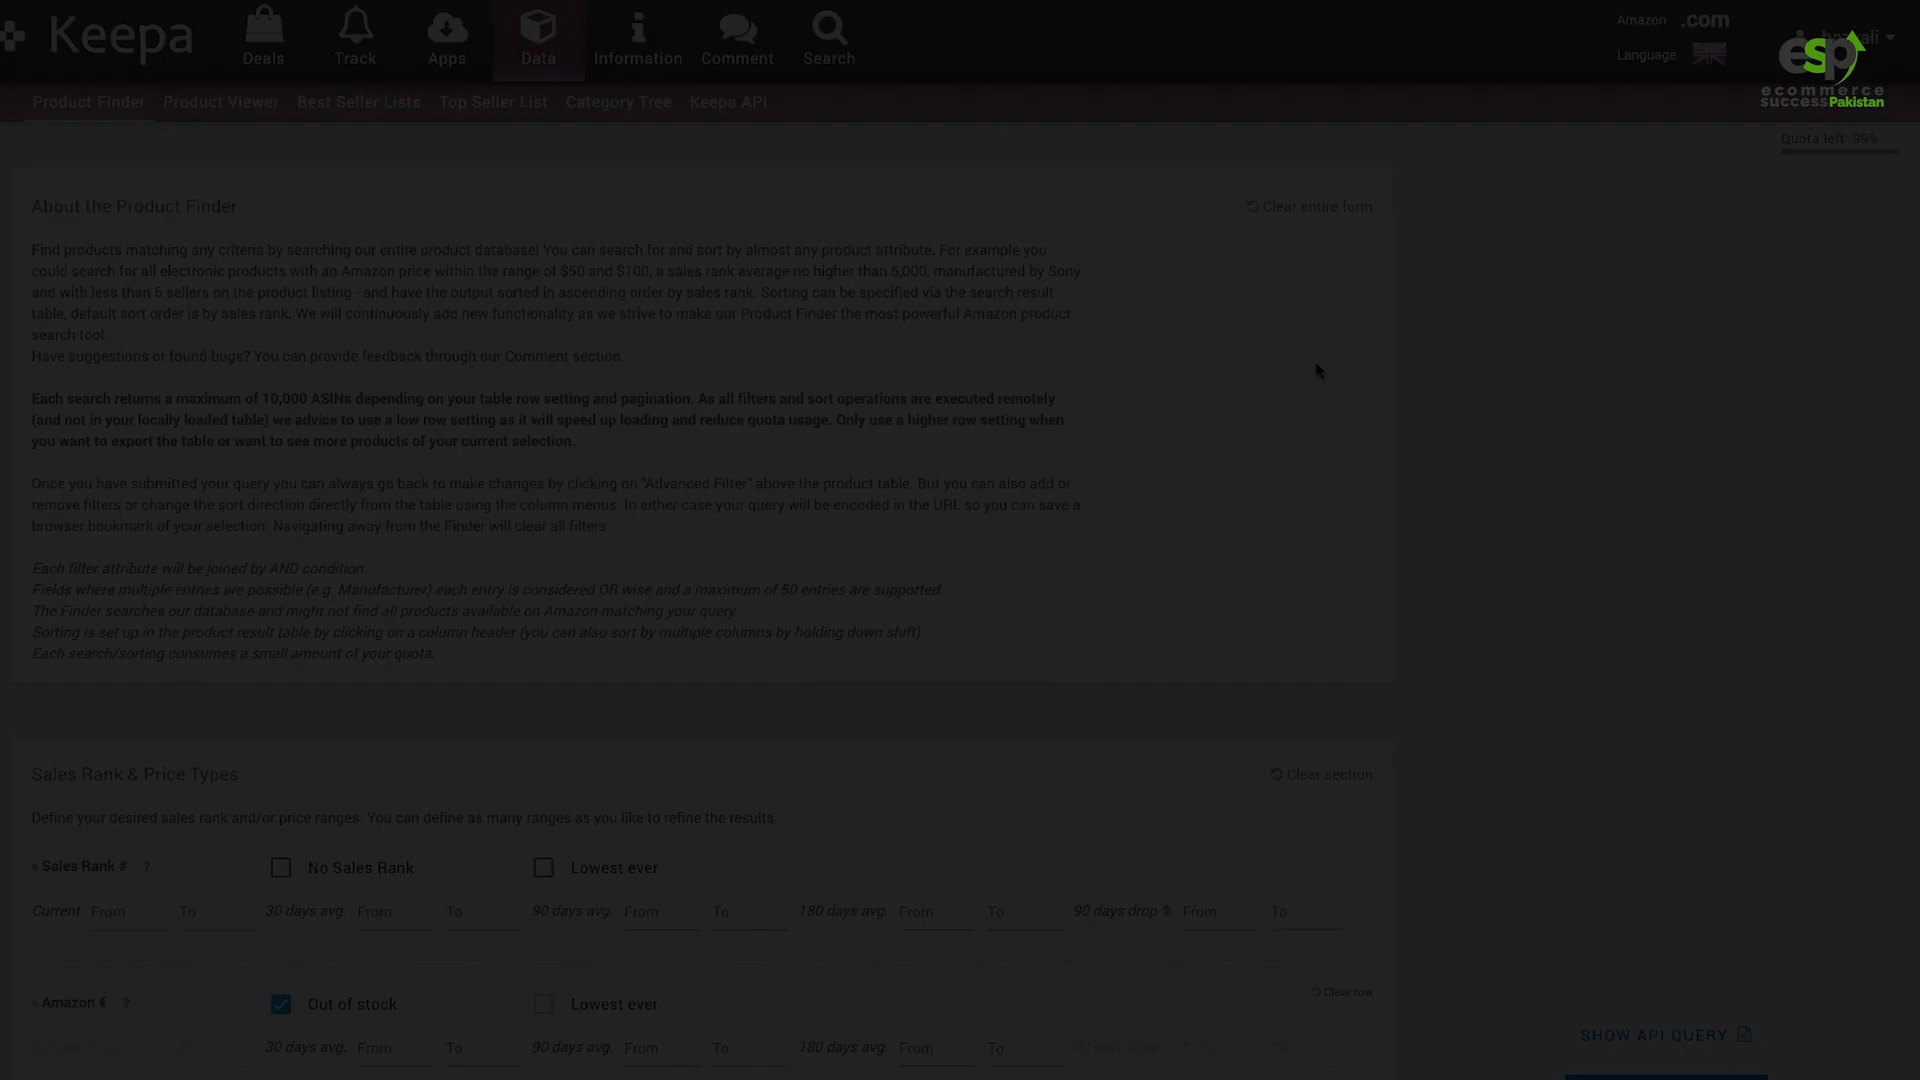 Keepa
Deals
Track
Apps
Data
Information
Comment
Search
Amazon .com
Language
esp
ecommerce
successPakistan
Product Finder
Product Viewer
Best Seller Lists
Top Seller List
Category Tree
Keepa API
Quota left: 99%
About the Product Finder
Clear entire form
Find products matching any criteria by searching our entire product database! You can search for and sort by almost any product attribute. For example you
could search for all electronic products with an Amazon price within the range of $50 and $100, a sales rank average no higher than 5,000, manufactured by Sony
and with less than 5 sellers on the product listing - and have the output sorted in ascending order by sales rank. Sorting can be specified via the search result
table, default sort order is by sales rank. We will continuously add new functionality as we strive to make our Product Finder the most powerful Amazon product
search tool.
Have suggestions or found bugs? You can provide feedback through our Comment section.
Each search returns a maximum of 10,000 ASINs depending on your table row setting and pagination. As all filters and sort operations are executed remotely
(and not in your locally loaded table) we advice to use a low row setting as it will speed up loading and reduce quota usage. Only use a higher row setting when
you want to export the table or want to see more products of your current selection.
Once you have submitted your query you can always go back to make changes by clicking on "Advanced Filter" above the product table. But you can also add or
remove filters or change the sort direction directly from the table using the column menus. In either case your query will be encoded in the URL so you can save a
browser bookmark of your selection. Navigating away from the Finder will clear all filters.
Each filter attribute will be joined by AND condition.
Fields where multiple entries are possible (e.g. Manufacturer) each entry is considered OR wise and a maximum of 50 entries are supported.
The Finder searches our database and might not find all products available on Amazon matching your query.
Sorting is set up in the product result table by clicking on a column header (you can also sort by multiple columns by holding down shift).
Each search/sorting consumes a small amount of your quota.
Sales Rank & Price Types
Clear section
Define your desired sales rank and/or price ranges. You can define as many ranges as you like to refine the results.
Sales Rank # ? No Sales Rank Lowest ever
Current From To 30 days avg. From To 90 days avg. From To 180 days avg. From To 90 days drop % From To
Amazon € ? Out of stock Lowest ever Clear row
30 days avg. From To 90 days avg. From To 180 days avg. From To
SHOW API QUERY